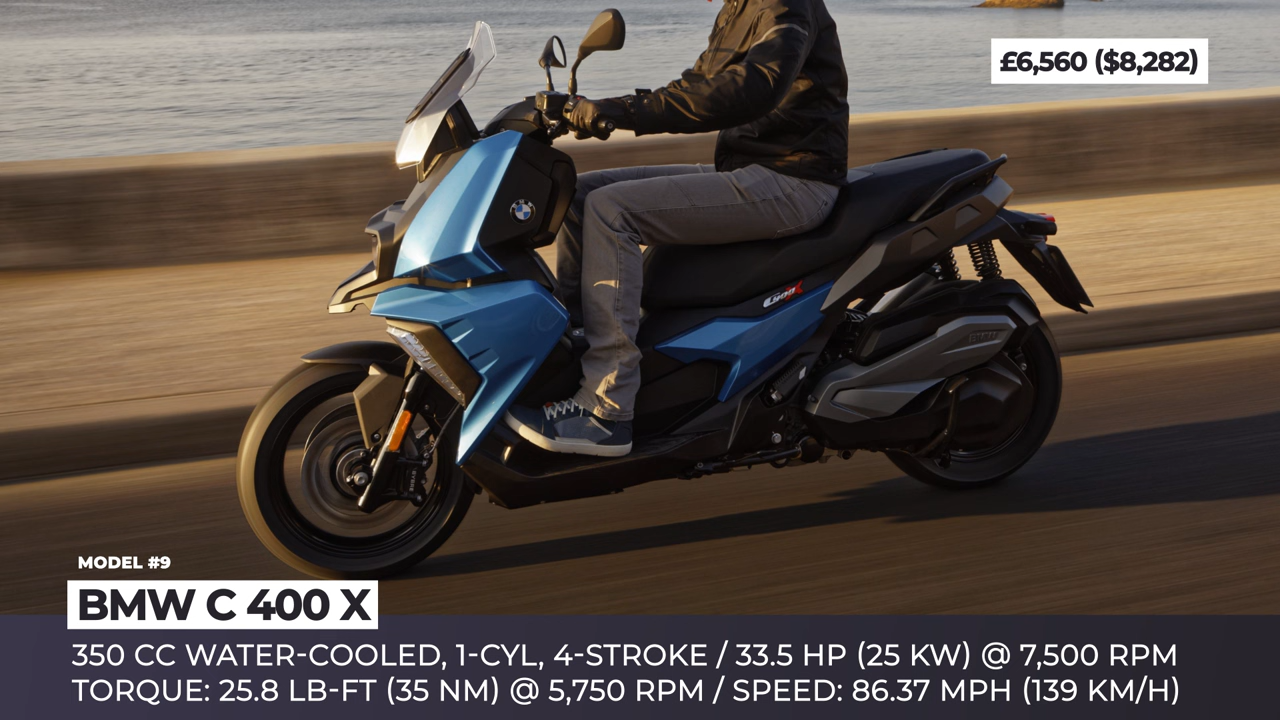 £6,560 ($8,282)
BMW
C400X
MODEL #9
BMW C 400 X
350 CC WATER-COOLED, 1-CYL, 4-STROKE / 33.5 HP (25 KW) @ 7,500 RPM
TORQUE: 25.8 LB-FT (35 NM) @ 5,750 RPM / SPEED: 86.37 MPH (139 KM/H)